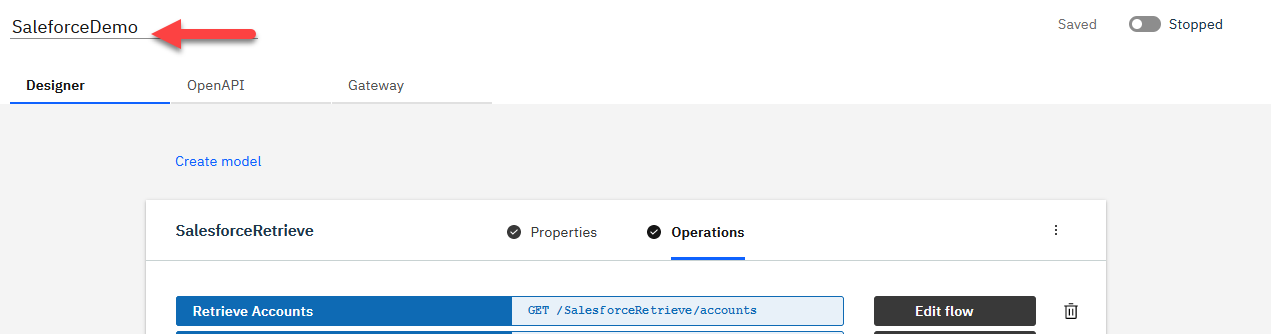 SaleforceDemo
Saved
Stopped
Designer
OpenAPI
Gateway
Create model
SalesforceRetrieve
Properties
Operations
Retrieve Accounts
GET /SalesforceRetrieve/accounts
Edit flow